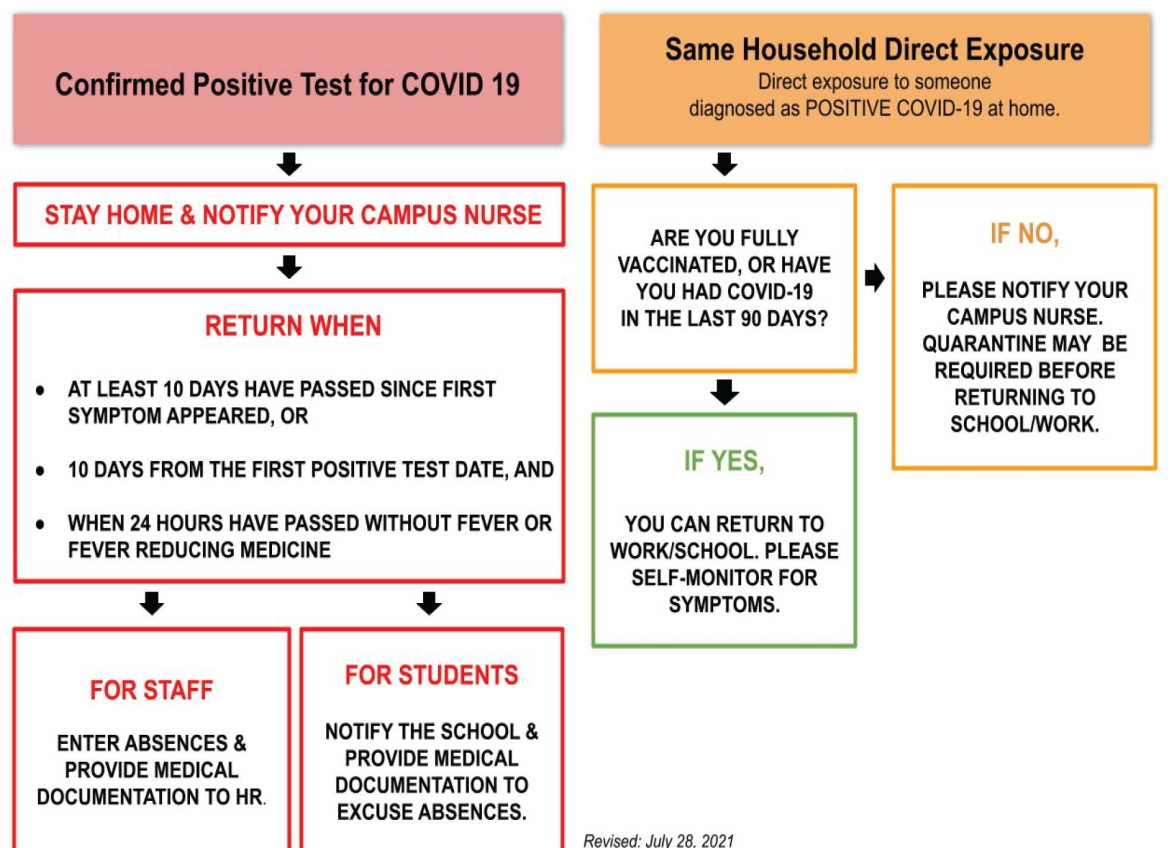 Confirmed Positive Test for COVID 19
STAY HOME & NOTIFY YOUR CAMPUS NURSE
RETURN WHEN
● AT LEAST 10 DAYS HAVE PASSED SINCE FIRST
SYMPTOM APPEARED, OR
● 10 DAYS FROM THE FIRST POSITIVE TEST DATE, AND
● WHEN 24 HOURS HAVE PASSED WITHOUT FEVER OR
FEVER REDUCING MEDICINE
FOR STAFF
ENTER ABSENCES &
PROVIDE MEDICAL
DOCUMENTATION TO HR.
FOR STUDENTS
NOTIFY THE SCHOOL &
PROVIDE MEDICAL
DOCUMENTATION TO
EXCUSE ABSENCES.
Same Household Direct Exposure
Direct exposure to someone
diagnosed as POSITIVE COVID-19 at home.
ARE YOU FULLY
VACCINATED, OR HAVE
YOU HAD COVID-19
IN THE LAST 90 DAYS?
IF NO,
PLEASE NOTIFY YOUR
CAMPUS NURSE.
QUARANTINE MAY BE
REQUIRED BEFORE
RETURNING TO
SCHOOL/WORK.
IF YES,
YOU CAN RETURN TO
WORK/SCHOOL. PLEASE
SELF-MONITOR FOR
SYMPTOMS.
Revised: July 28, 2021